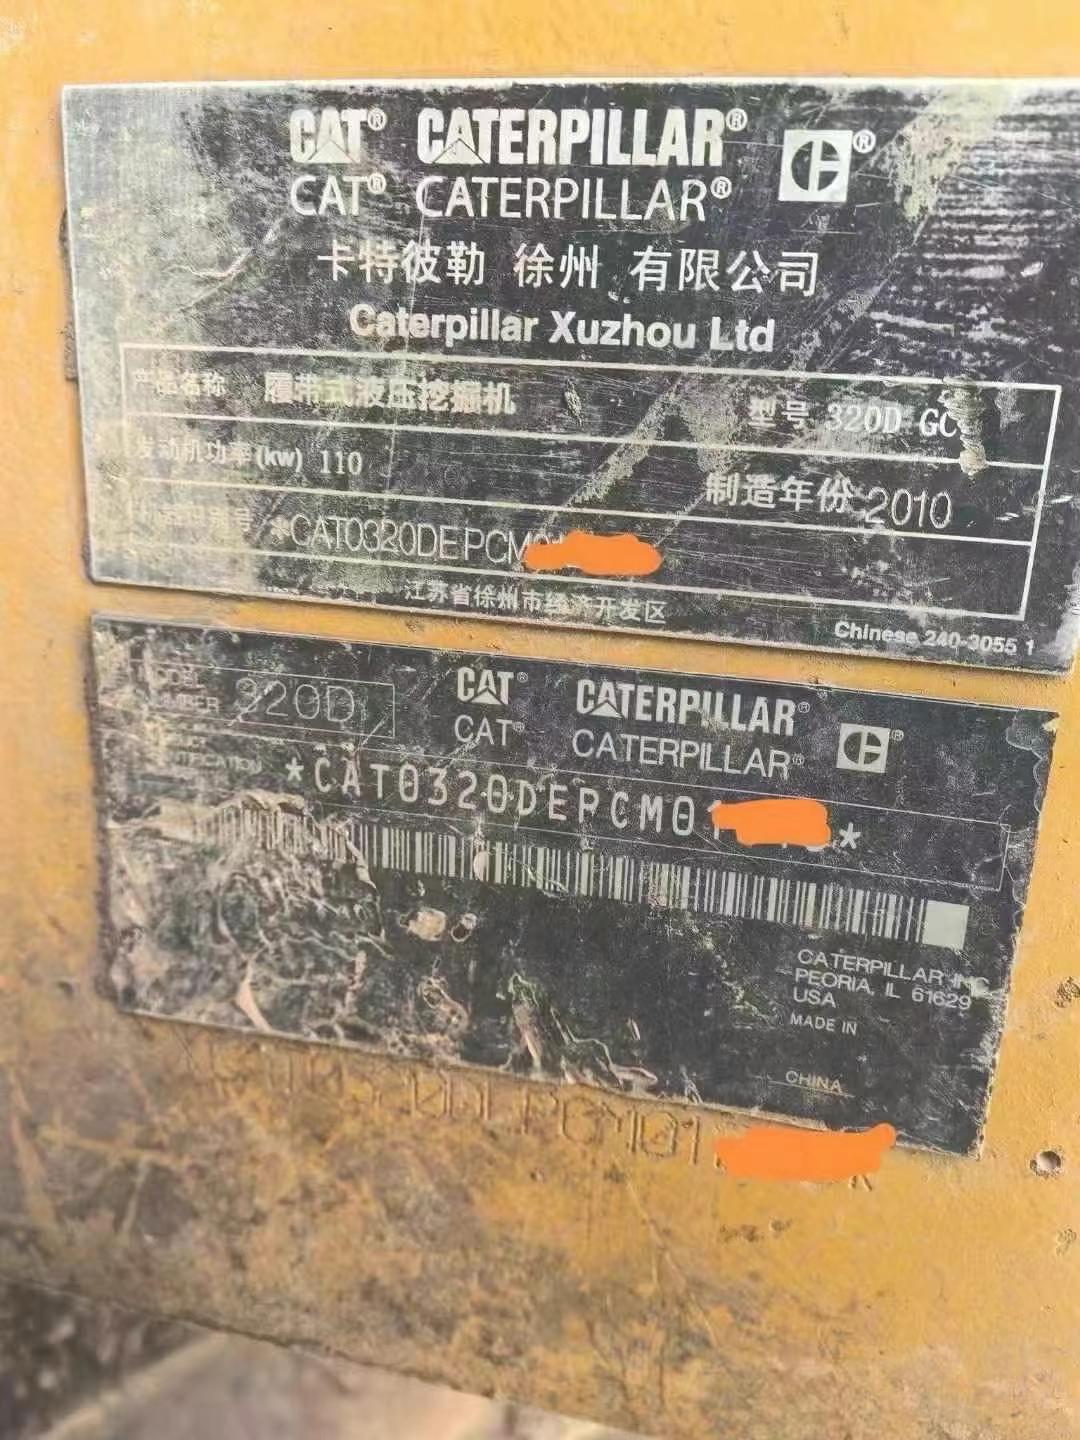 CAT® CATERPILLAR®
CAT® CATERPILLAR®
卡特彼勒 徐州 有限公司
Caterpillar Xuzhou Ltd
产品名称 履带式液压挖掘机 型号 320D GC
发动机功率(kw) 110 制造年份 2010
*CAT0320DEPCM01
江苏省徐州市经济开发区
Chinese 240-3055 1
320D CAT® CATERPILLAR®
CAT® CATERPILLAR®
*CAT0320DEPCM01 *
CATERPILLAR INC
PEORIA, IL 61629
USA
MADE IN
CHINA
0320DEPCM01